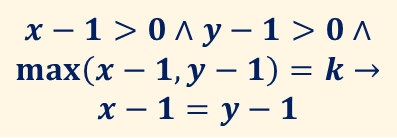 x − 1 > 0 ∧ y − 1 > 0 ∧
max(x − 1, y − 1) = k →
x − 1 = y − 1